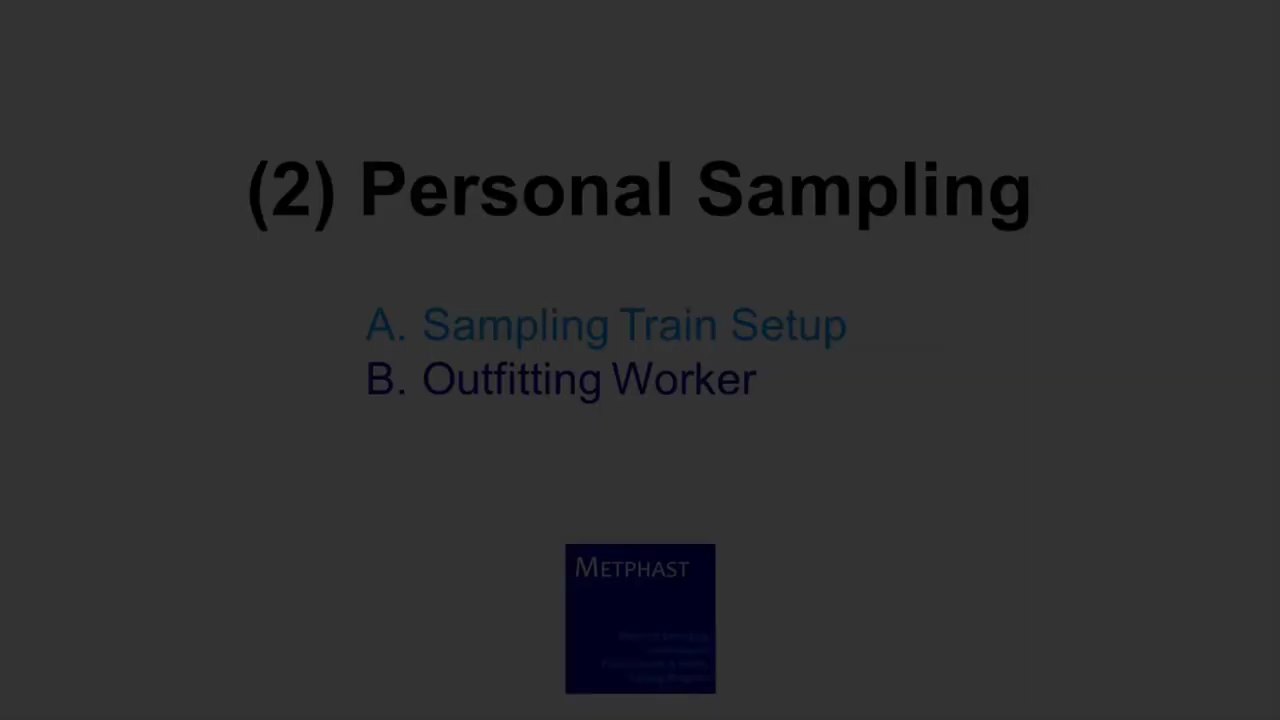 (2) Personal Sampling
A. Sampling Train Setup
B. Outfitting Worker
METPHAST